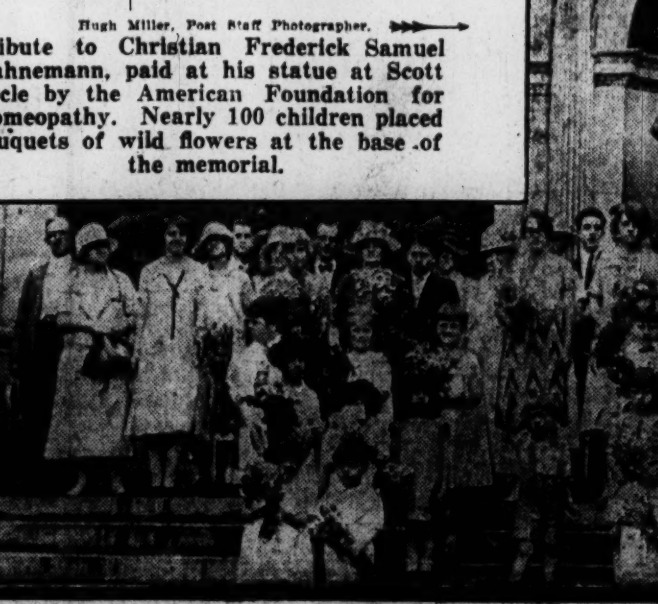 Hugh Miller, Post Staff Photographer.
ibute to Christian Frederick Samuel
ahnemann, paid at his statue at Scott
cle by the American Foundation for
omeopathy. Nearly 100 children placed
uquets of wild flowers at the base of
the memorial.